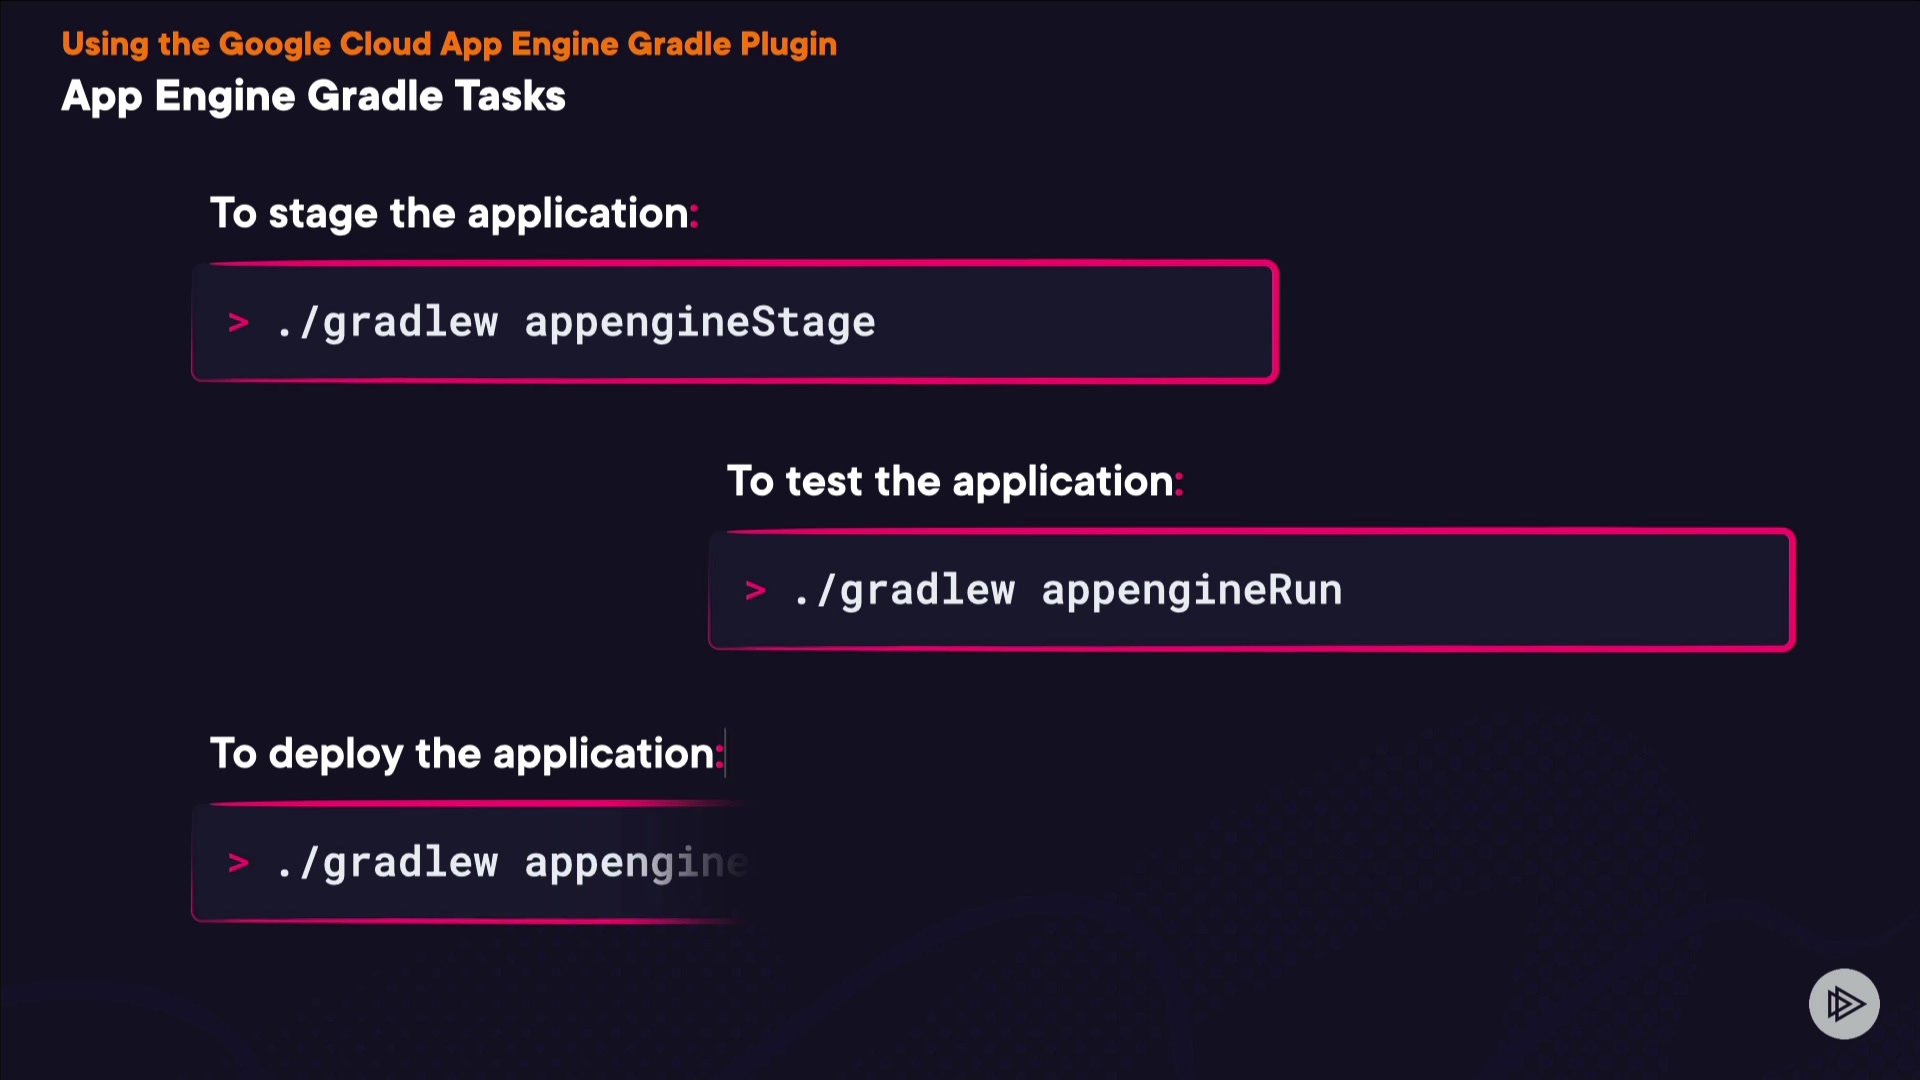 Using the Google Cloud App Engine Gradle Plugin
App Engine Gradle Tasks
To stage the application:
> ./gradlew appengineStage
To test the application:
> ./gradlew appengineRun
To deploy the application:
> ./gradlew appengine